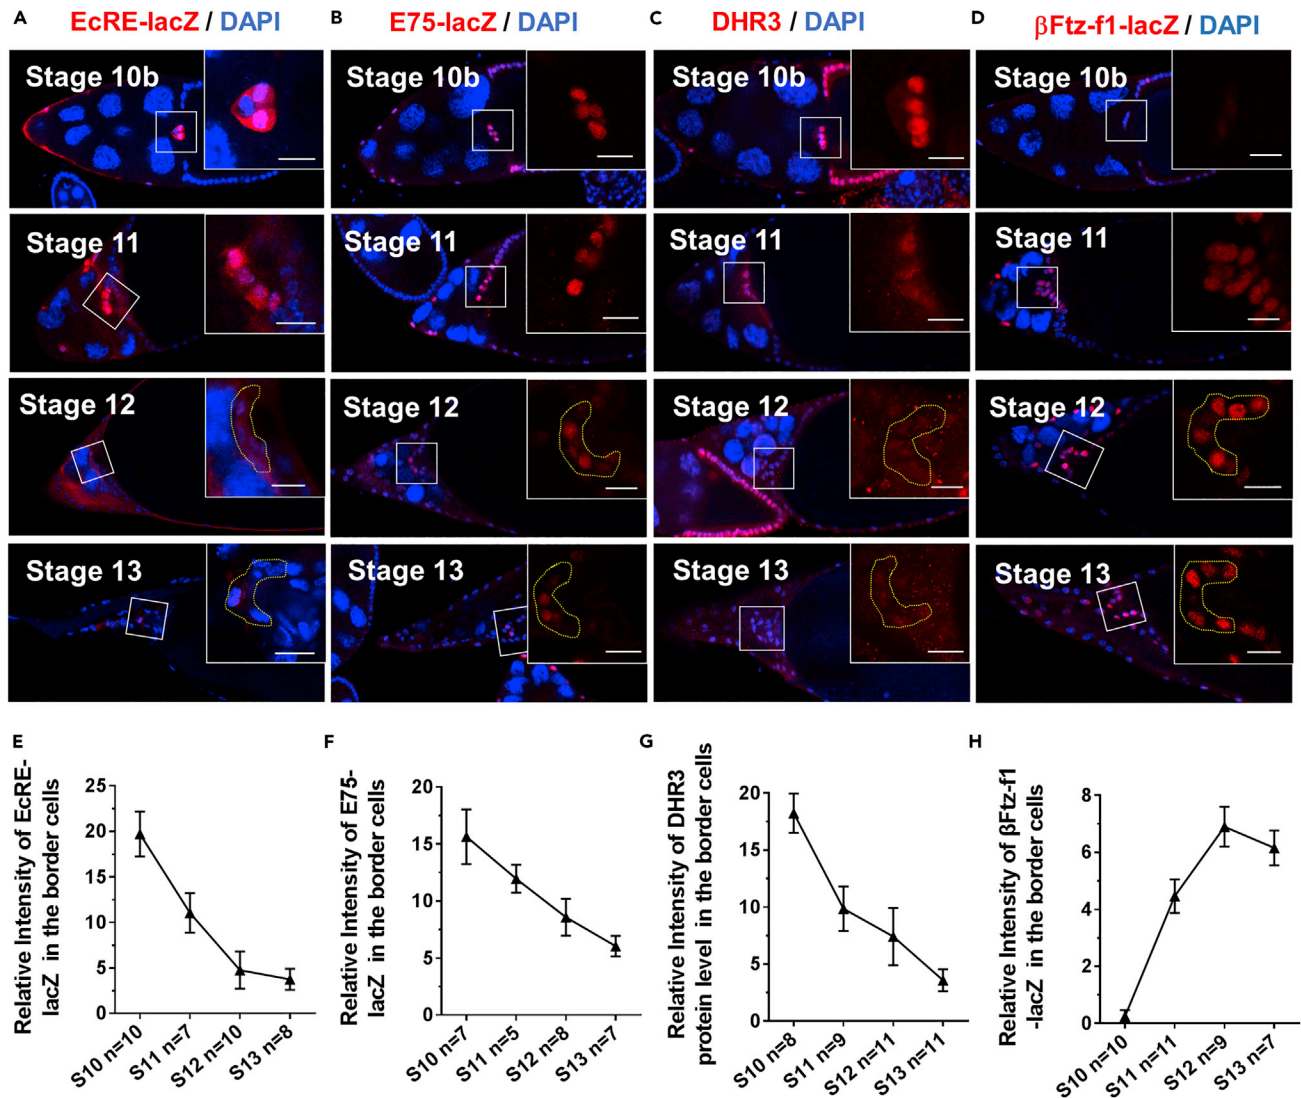 A EcRE-lacZ / DAPI
B E75-lacZ / DAPI
C DHR3 / DAPI
D βFtz-f1-lacZ / DAPI
Stage 10b
Stage 10b
Stage 10b
Stage 10b
Stage 11
Stage 11
Stage 11
Stage 11
Stage 12
Stage 12
Stage 12
Stage 12
Stage 13
Stage 13
Stage 13
Stage 13
E
Relative Intensity of EcRE-
lacZ in the border cells
25
20
15
10
5
0
S10 n=10
S11 n=7
S12 n=10
S13 n=8
F
Relative Intensity of E75-
lacZ in the border cells
20
15
10
5
0
S10 n=7
S11 n=5
S12 n=8
S13 n=7
G
Relative Intensity of DHR3
protein level in the border cells
20
15
10
5
0
S10 n=8
S11 n=9
S12 n=11
S13 n=11
H
Relative Intensity of βFtz-f1
-lacZ in the border cells
8
6
4
2
0
S10 n=10
S11 n=11
S12 n=9
S13 n=7